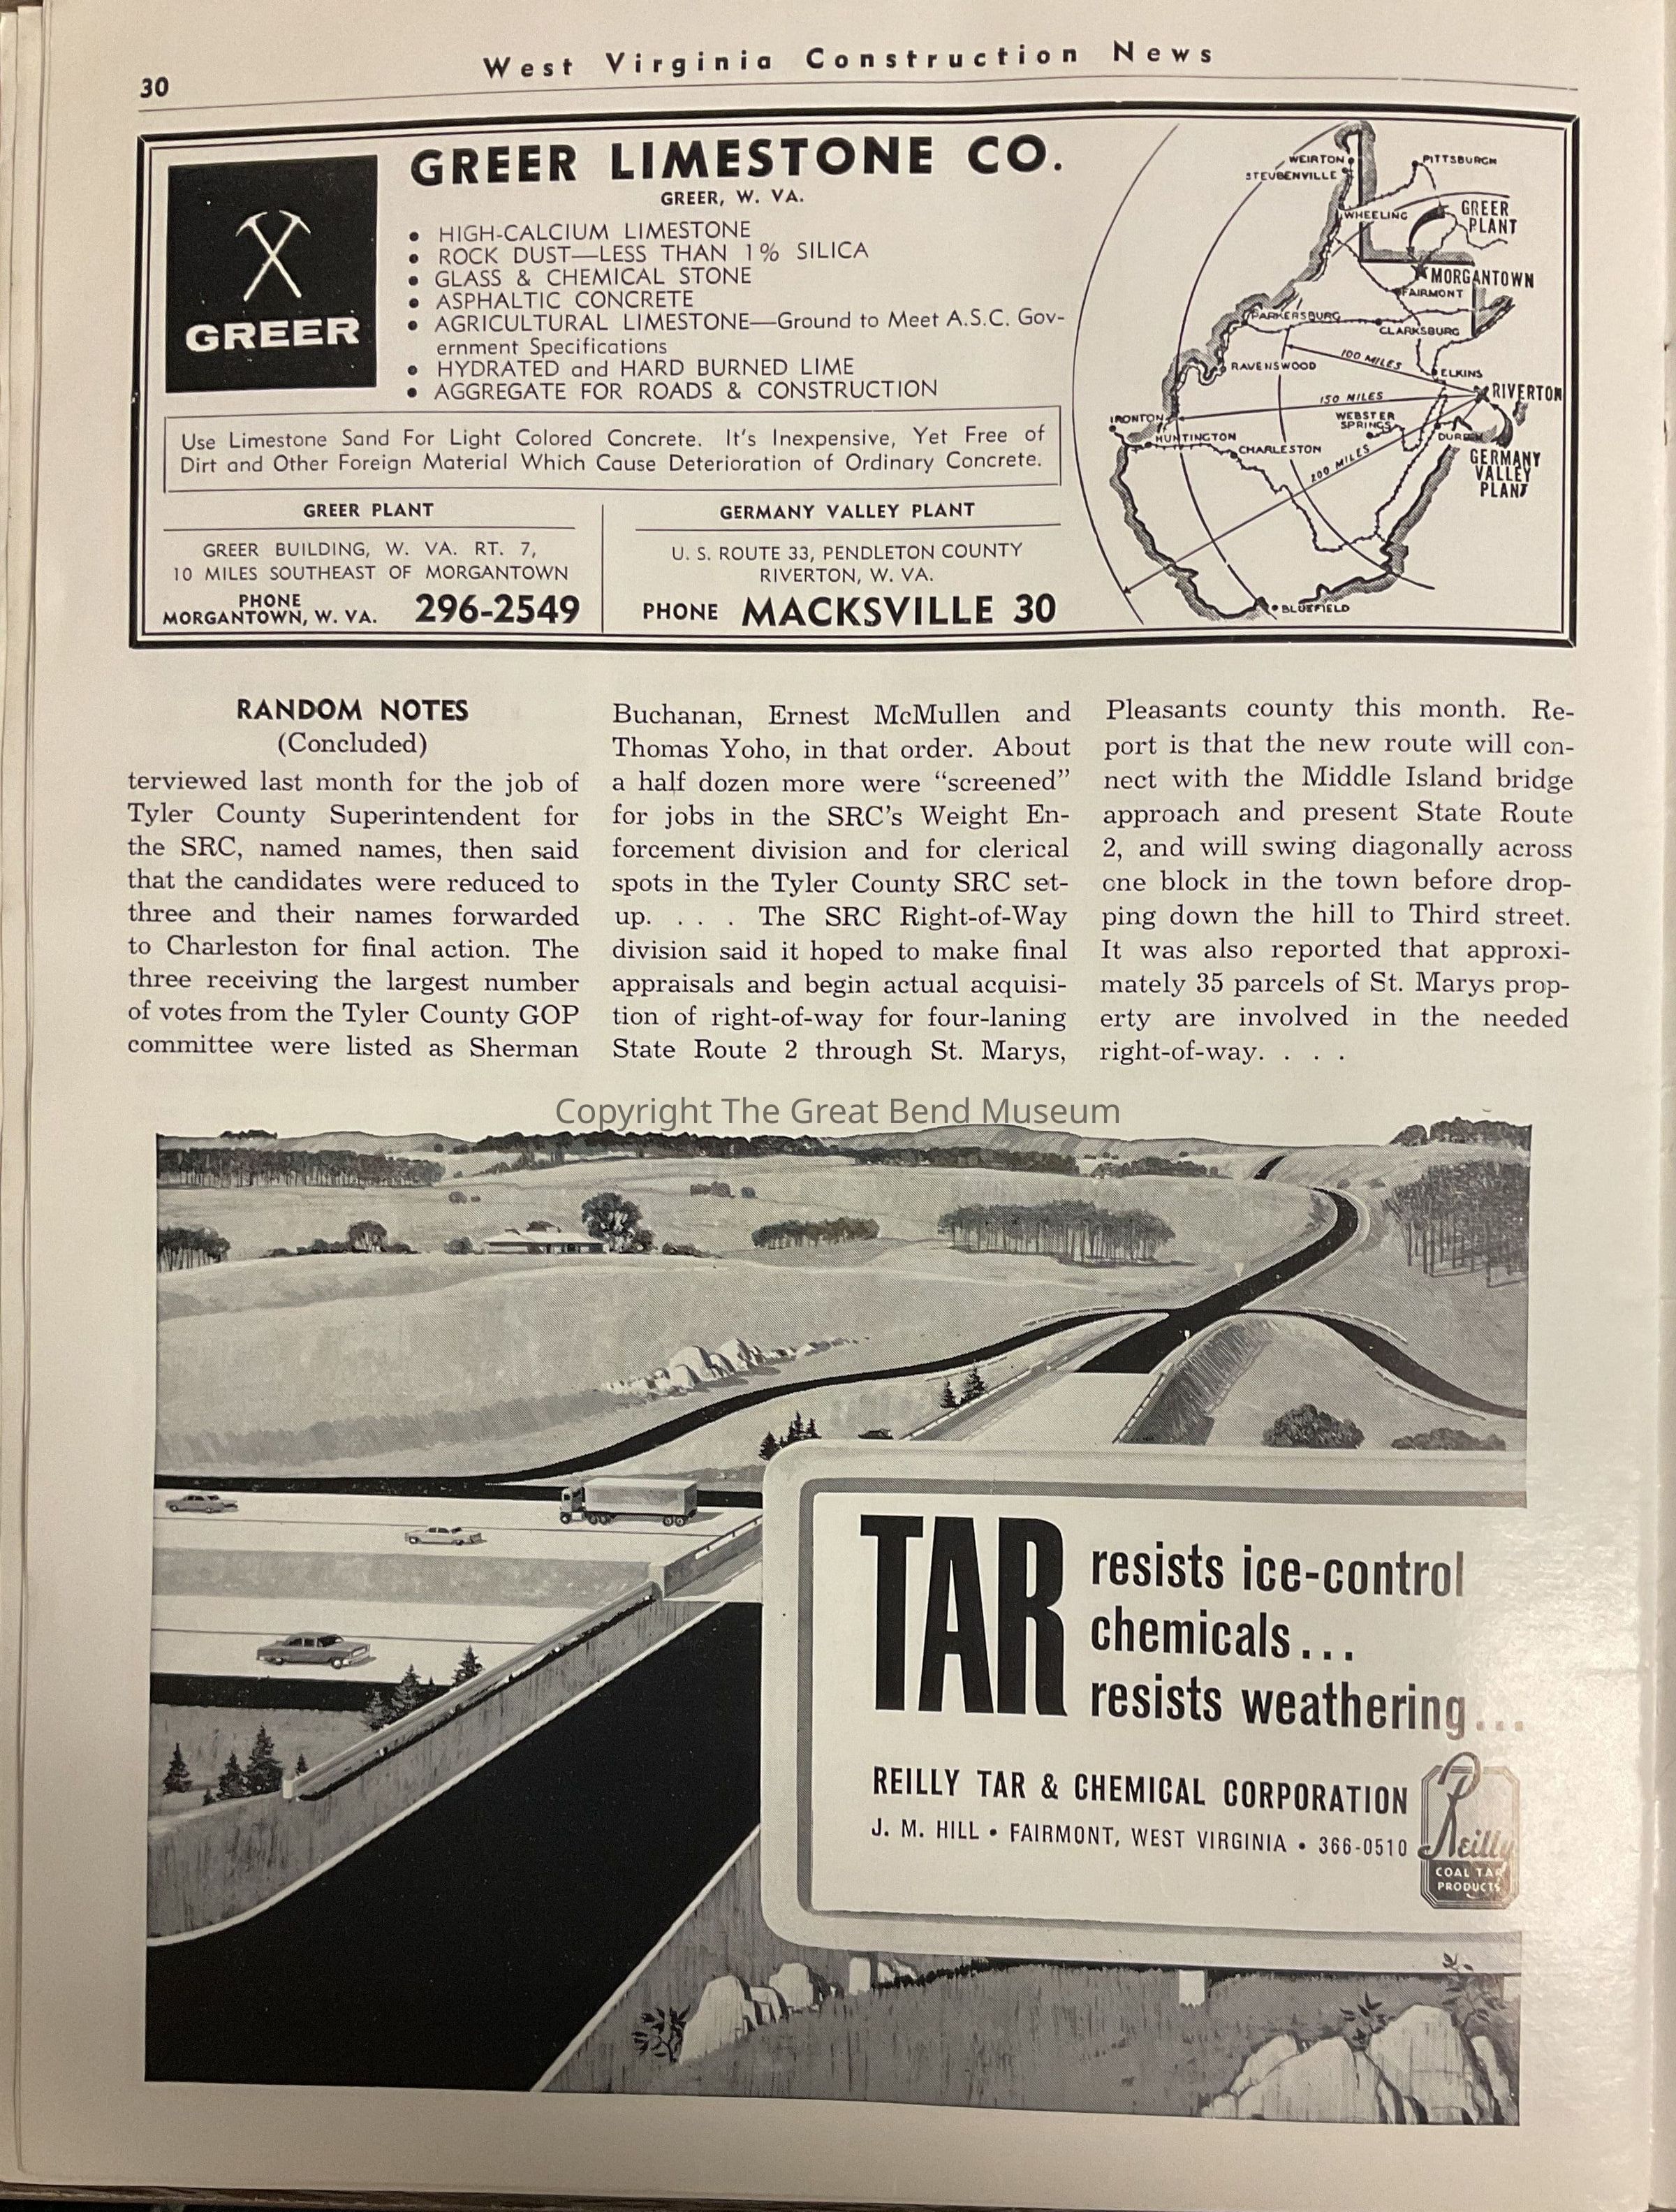 30
West Virginia Construction News
GREER
GREER LIMESTONE CO.
GREER, W. VA.
• HIGH-CALCIUM LIMESTONE
• ROCK DUST—LESS THAN 1% SILICA
• GLASS & CHEMICAL STONE
• ASPHALTIC CONCRETE
• AGRICULTURAL LIMESTONE—Ground to Meet A.S.C. Gov-
ernment Specifications
• HYDRATED and HARD BURNED LIME
• AGGREGATE FOR ROADS & CONSTRUCTION
Use Limestone Sand For Light Colored Concrete. It's Inexpensive, Yet Free of
Dirt and Other Foreign Material Which Cause Deterioration of Ordinary Concrete.
GREER PLANT
GREER BUILDING, W. VA. RT. 7,
10 MILES SOUTHEAST OF MORGANTOWN
PHONE
MORGANTOWN, W. VA. 296-2549
GERMANY VALLEY PLANT
U. S. ROUTE 33, PENDLETON COUNTY
RIVERTON, W. VA.
PHONE MACKSVILLE 30
WEIRTON
PITTSBURGH
STEUBENVILLE
WHEELING
GREER
PLANT
MORGANTOWN
FAIRMONT
PARKERSBURG
CLARKSBURG
100 MILES
RAVENSWOOD
ELKINS
RIVERTON
150 MILES
IRONTON
WEBSTER
SPRINGS
HUNTINGTON
CHARLESTON
200 MILES
GERMANY
VALLEY
PLANT
BLUEFIELD
RANDOM NOTES
(Concluded)
terviewed last month for the job of
Tyler County Superintendent for
the SRC, named names, then said
that the candidates were reduced to
three and their names forwarded
to Charleston for final action. The
three receiving the largest number
of votes from the Tyler County GOP
committee were listed as Sherman
Buchanan, Ernest McMullen and
Thomas Yoho, in that order. About
a half dozen more were “screened”
for jobs in the SRC's Weight En-
forcement division and for clerical
spots in the Tyler County SRC set-
up. . . . The SRC Right-of-Way
division said it hoped to make final
appraisals and begin actual acquisi-
tion of right-of-way for four-laning
State Route 2 through St. Marys,
Pleasants county this month. Re-
port is that the new route will con-
nect with the Middle Island bridge
approach and present State Route
2, and will swing diagonally across
one block in the town before drop-
ping down the hill to Third street.
It was also reported that approxi-
mately 35 parcels of St. Marys prop-
erty are involved in the needed
right-of-way. . . .
Copyright The Great Bend Museum
TAR
resists ice-control
chemicals...
resists weathering...
REILLY TAR & CHEMICAL CORPORATION
J. M. HILL • FAIRMONT, WEST VIRGINIA • 366-0510
Reilly
COAL TAR
PRODUCTS